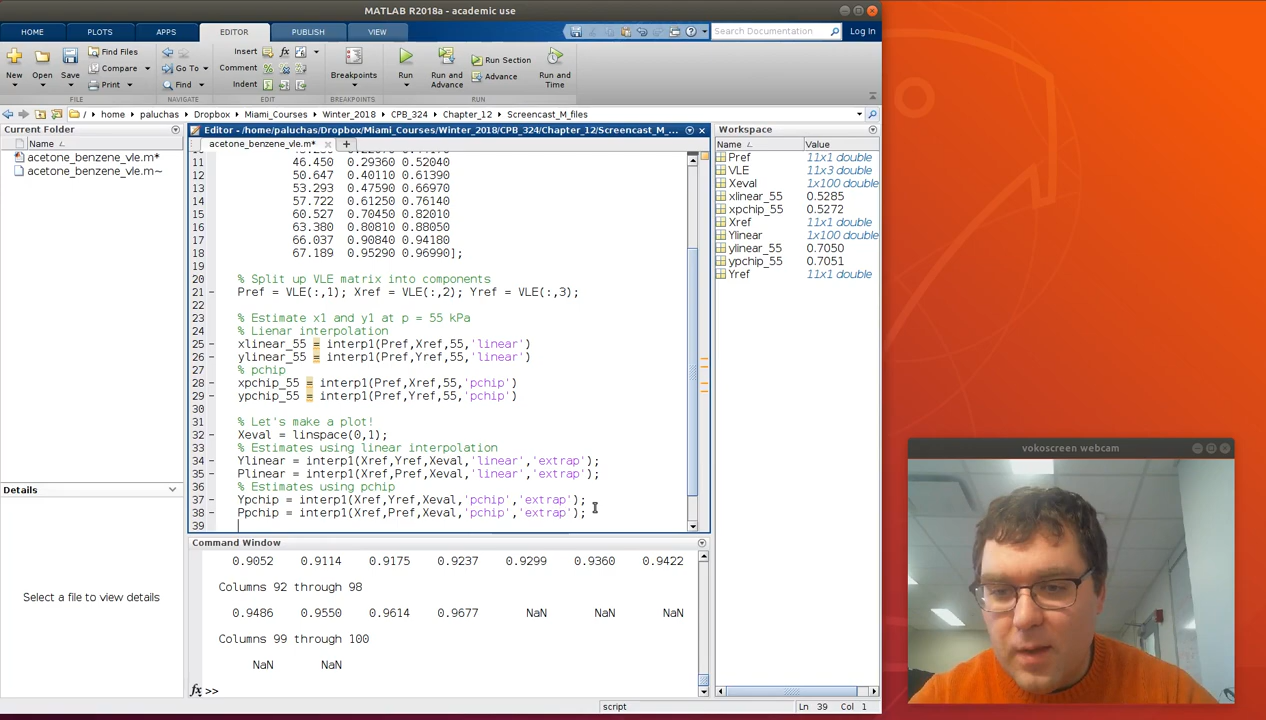 MATLAB R2018a - academic use
HOME PLOTS APPS EDITOR PUBLISH VIEW
Search Documentation
Log In
New
Open
Save
Find Files
Compare
Print
FILE
Go To
Find
NAVIGATE
Insert
Comment
Indent
EDIT
Breakpoints
BREAKPOINTS
Run
Run and
Advance
Run Section
Advance
Run and
Time
RUN
/ home paluchas Dropbox Miami_Courses Winter_2018 CPB_324 Chapter_12 Screencast_M_files
Current Folder
Name
acetone_benzene_vle.m*
acetone_benzene_vle.m~
Details
Select a file to view details
Editor - /home/paluchas/Dropbox/Miami_Courses/Winter_2018/CPB_324/Chapter_12/Screencast_M_...
acetone_benzene_vle.m*
11 46.450 0.29360 0.52040
12 50.647 0.40110 0.61390
13 53.293 0.47590 0.66970
14 57.722 0.61250 0.76140
15 60.527 0.70450 0.82010
16 63.380 0.80810 0.88050
17 66.037 0.90840 0.94180
18 67.189 0.95290 0.96990];
19
20 % Split up VLE matrix into components
21 - Pref = VLE(:,1); Xref = VLE(:,2); Yref = VLE(:,3);
22
23 % Estimate x1 and y1 at p = 55 kPa
24 % Lienar interpolation
25 - xlinear_55 = interp1(Pref,Xref,55,'linear')
26 - ylinear_55 = interp1(Pref,Yref,55,'linear')
27 % pchip
28 - xpchip_55 = interp1(Pref,Xref,55,'pchip')
29 - ypchip_55 = interp1(Pref,Yref,55,'pchip')
30
31 % Let's make a plot!
32 - Xeval = linspace(0,1);
33 % Estimates using linear interpolation
34 - Ylinear = interp1(Xref,Yref,Xeval,'linear','extrap');
35 - Plinear = interp1(Xref,Pref,Xeval,'linear','extrap');
36 % Estimates using pchip
37 - Ypchip = interp1(Xref,Yref,Xeval,'pchip','extrap');
38 - Ppchip = interp1(Xref,Pref,Xeval,'pchip','extrap');
39
Command Window
0.9052 0.9114 0.9175 0.9237 0.9299 0.9360 0.9422
Columns 92 through 98
0.9486 0.9550 0.9614 0.9677 NaN NaN NaN
Columns 99 through 100
NaN NaN
fx >>
Workspace
Name Value
Pref 11x1 double
VLE 11x3 double
Xeval 1x100 double
xlinear_55 0.5285
xpchip_55 0.5272
Xref 11x1 double
Ylinear 1x100 double
ylinear_55 0.7050
ypchip_55 0.7051
Yref 11x1 double
script
Ln 39 Col 1
vokoscreen webcam